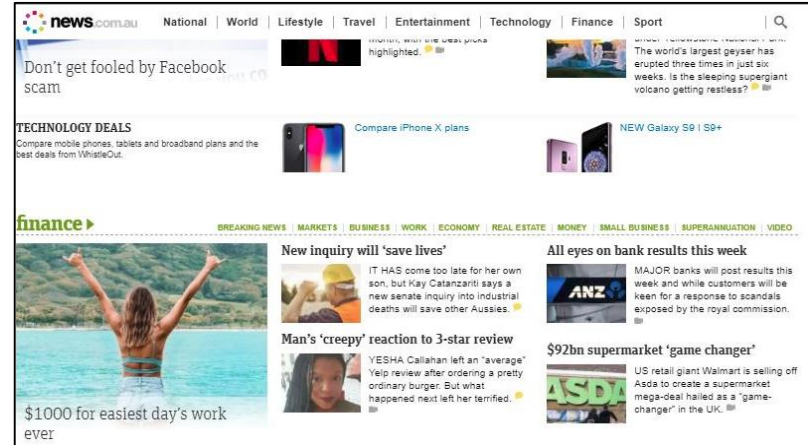 news.com.au National World Lifestyle Travel Entertainment Technology Finance Sport
Don't get fooled by Facebook
scam
month, with the best picks
highlighted.
under Yellowstone National Park.
The world's largest geyser has
erupted three times in just six
weeks. Is the sleeping supergiant
volcano getting restless?
TECHNOLOGY DEALS
Compare mobile phones, tablets and broadband plans and the
best deals from WhistleOut.
Compare iPhone X plans
NEW Galaxy S9 I S9+
finance
BREAKING NEWS | MARKETS | BUSINESS | WORK | ECONOMY | REAL ESTATE | MONEY | SMALL BUSINESS | SUPERANNUATION | VIDEO
$1000 for easiest day's work
ever
New inquiry will 'save lives'
IT HAS come too late for her own
son, but Kay Catanzariti says a
new senate inquiry into industrial
deaths will save other Aussies.
Man's 'creepy' reaction to 3-star review
YESHA Callahan left an "average"
Yelp review after ordering a pretty
ordinary burger. But what
happened next left her terrified.
All eyes on bank results this week
ANZ
MAJOR banks will post results this
week and while customers will be
keen for a response to scandals
exposed by the royal commission.
$92bn supermarket 'game changer'
ASDA
US retail giant Walmart is selling off
Asda to create a supermarket
mega-deal hailed as a "game-
changer" in the UK.